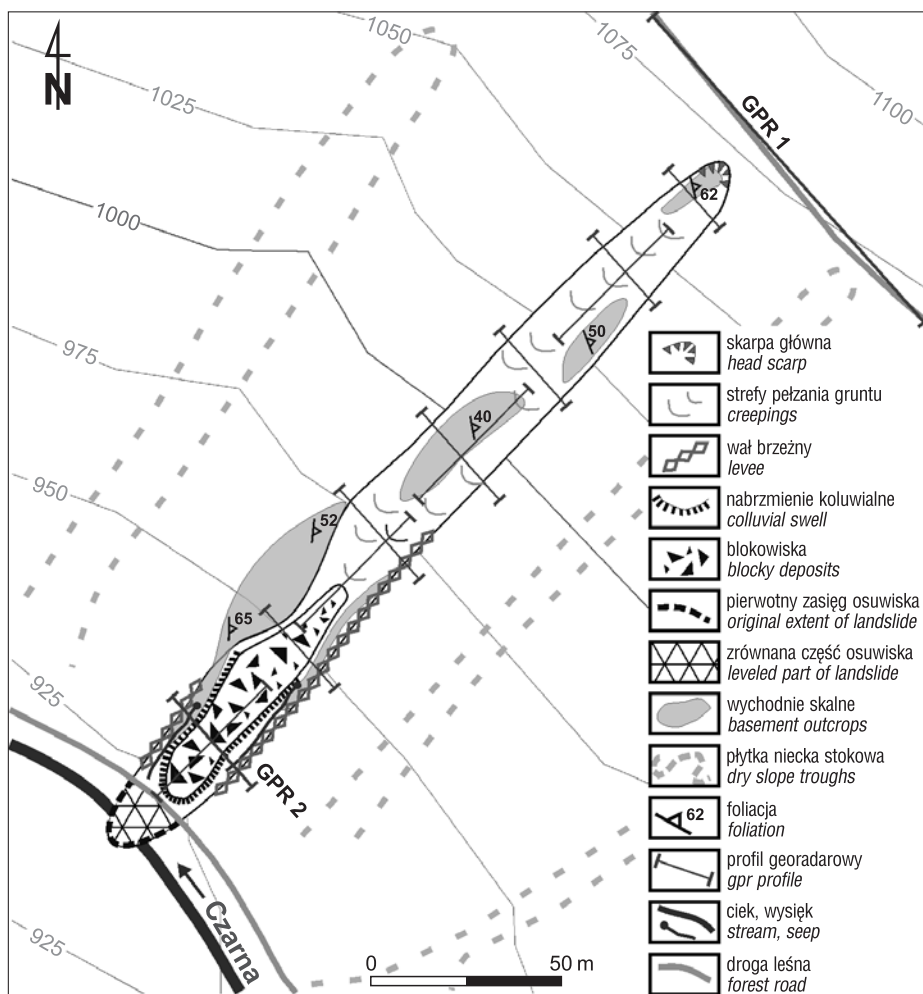 1050
1075
1100
1025
1000
975
950
925
925
N
GPR 1
62
50
40
52
65
GPR 2
Czarna
0 50 m
skarpa główna
head scarp
strefy pełzania gruntu
creepings
wał brzeżny
levee
nabrzmienie koluwialne
colluvial swell
blokowiska
blocky deposits
pierwotny zasięg osuwiska
original extent of landslide
zrównana część osuwiska
leveled part of landslide
wychodnie skalne
basement outcrops
płytka niecka stokowa
dry slope troughs
62
foliacja
foliation
profil georadarowy
gpr profile
ciek, wysięk
stream, seep
droga leśna
forest road